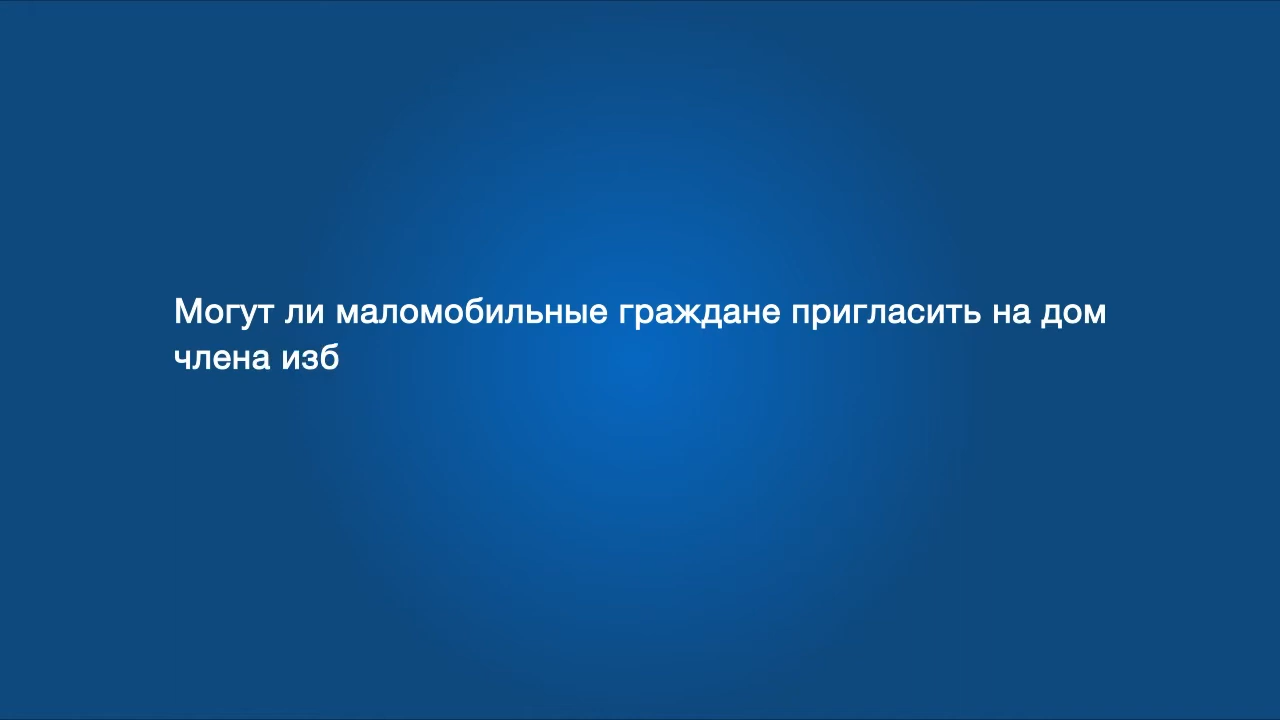 Могут ли маломобильные граждане пригласить на дом
члена изб